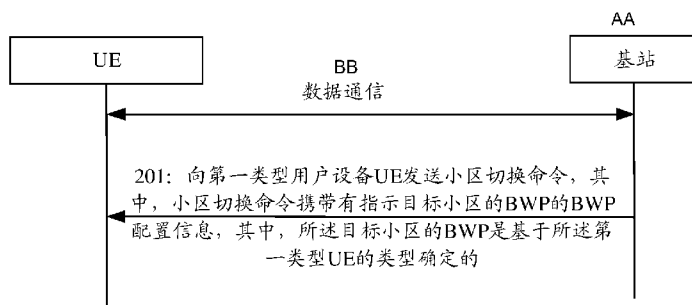 AA
UE
基站
BB
数据通信
201：向第一类型用户设备UE发送小区切换命令，其
中，小区切换命令携带有指示目标小区的BWP的BWP
配置信息，其中，所述目标小区的BWP是基于所述第
一类型UE的类型确定的